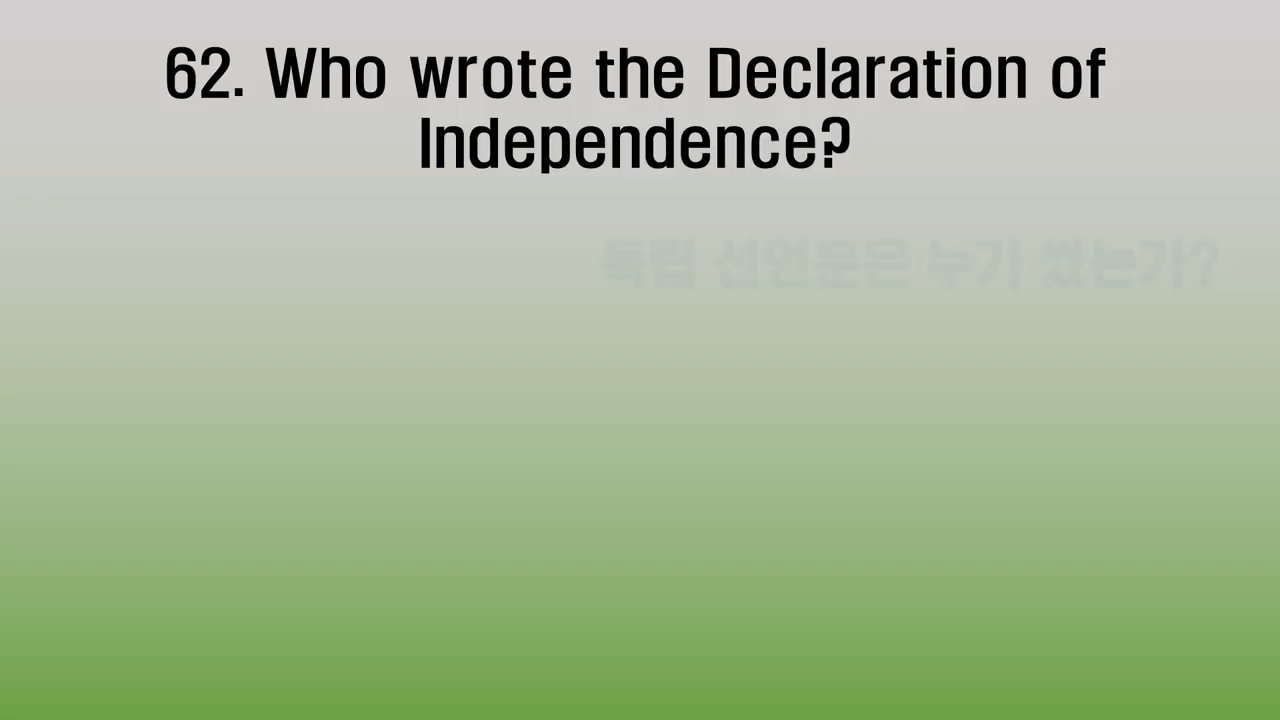 62. Who wrote the Declaration of
Independence?
독립 선언문은 누가 썼는가?